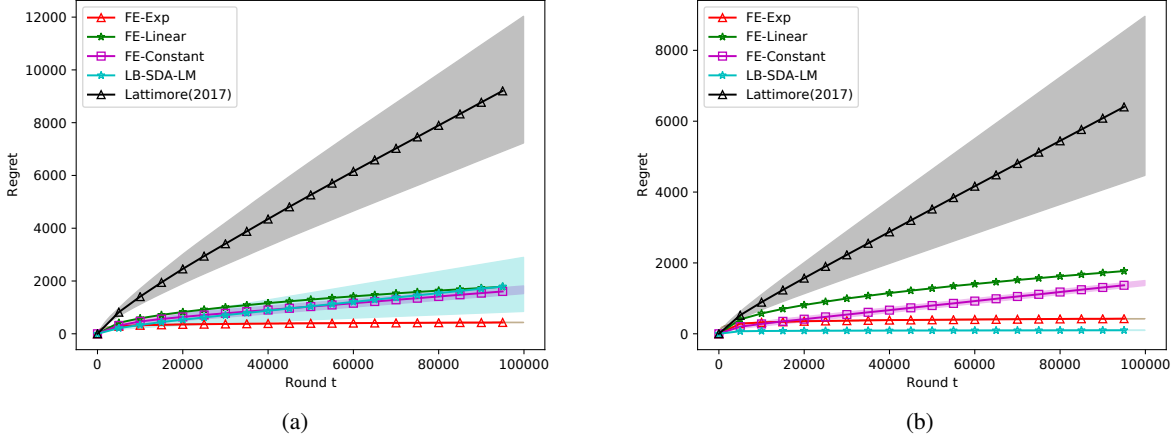 12000
10000
8000
6000
4000
2000
0
Regret
FE-Exp
FE-Linear
FE-Constant
LB-SDA-LM
Lattimore(2017)
0 20000 40000 60000 80000 100000
Round t
(a)
8000
6000
4000
2000
0
Regret
FE-Exp
FE-Linear
FE-Constant
LB-SDA-LM
Lattimore(2017)
0 20000 40000 60000 80000 100000
Round t
(b)